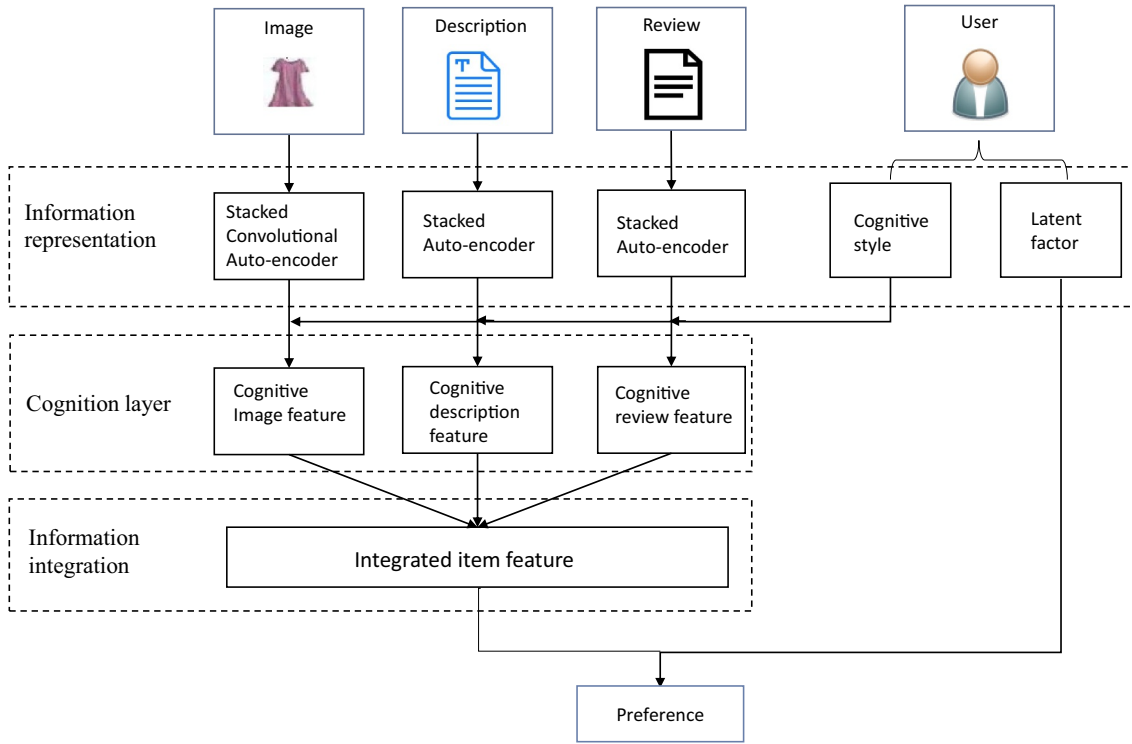 Image
Description
Review
User
Information
representation
Stacked
Convolutional
Auto-encoder
Stacked
Auto-encoder
Stacked
Auto-encoder
Cognitive
style
Latent
factor
Cognition layer
Cognitive
Image feature
Cognitive
description
feature
Cognitive
review feature
Information
integration
Integrated item feature
Preference